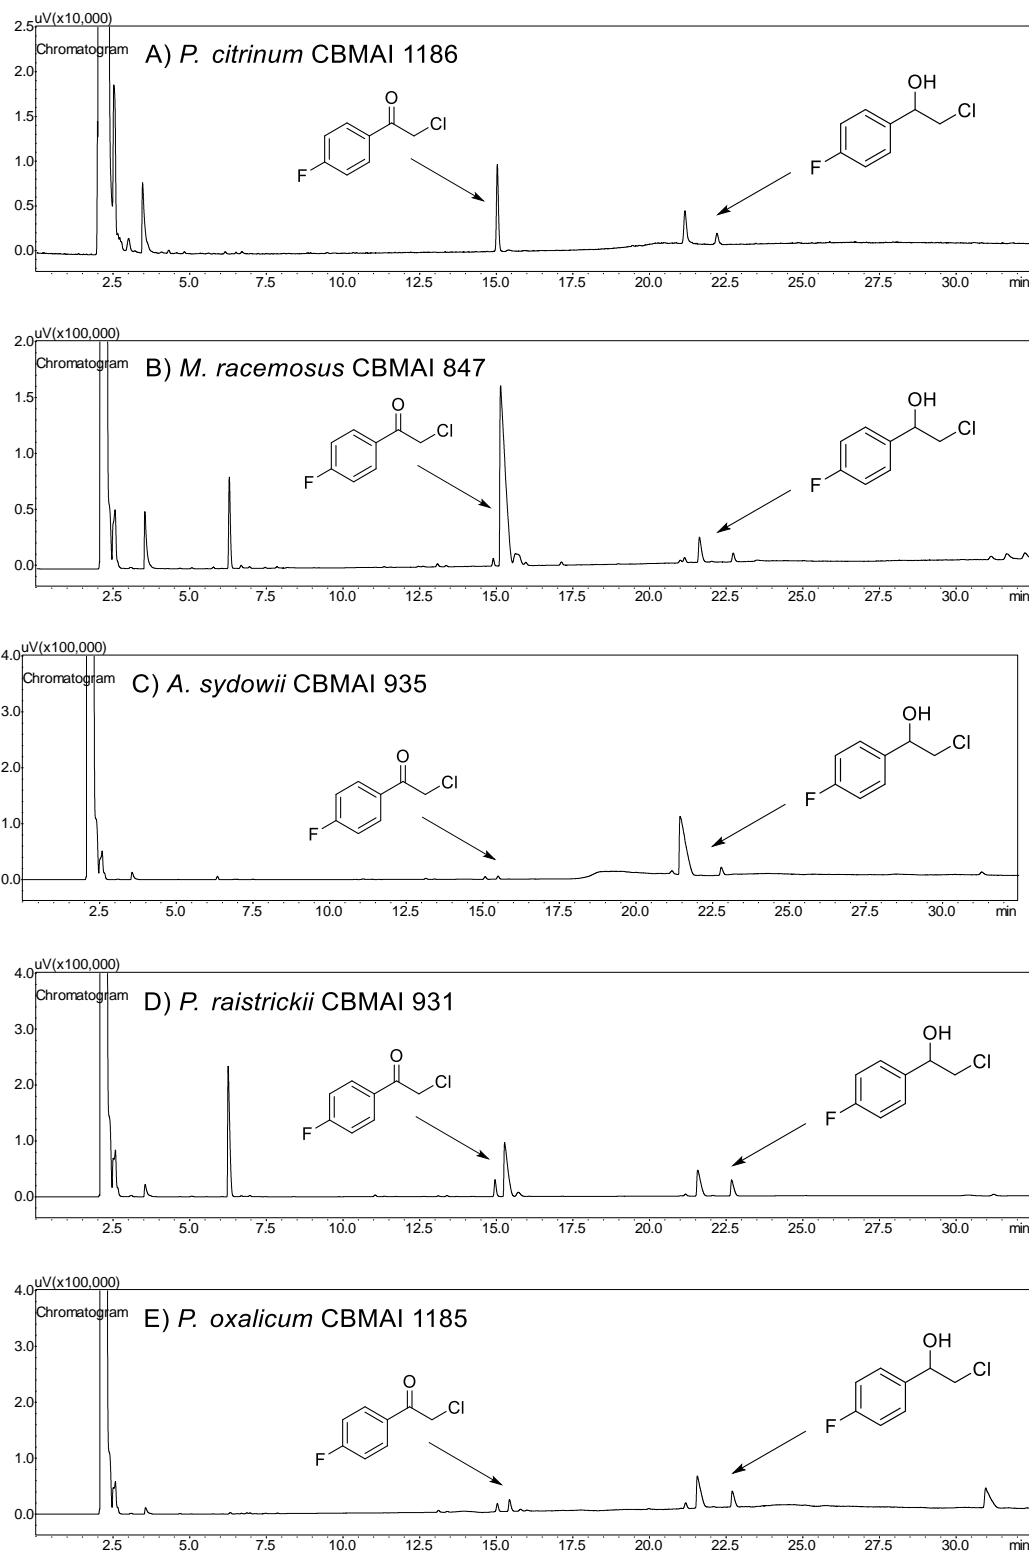 uV(x10,000)
2.5
Chromatogram
A) P. citrinum CBMAI 1186
2.0
1.5
1.0
0.5
0.0
O
Cl
F
OH
Cl
F
2.5 5.0 7.5 10.0 12.5 15.0 17.5 20.0 22.5 25.0 27.5 30.0 min
uV(x100,000)
2.0
Chromatogram
B) M. racemosus CBMAI 847
1.5
1.0
0.5
0.0
O
Cl
F
OH
Cl
F
2.5 5.0 7.5 10.0 12.5 15.0 17.5 20.0 22.5 25.0 27.5 30.0 min
uV(x100,000)
4.0
Chromatogram
C) A. sydowii CBMAI 935
3.0
2.0
1.0
0.0
O
Cl
F
OH
Cl
F
2.5 5.0 7.5 10.0 12.5 15.0 17.5 20.0 22.5 25.0 27.5 30.0 min
uV(x100,000)
4.0
Chromatogram
D) P. raistrickii CBMAI 931
3.0
2.0
1.0
0.0
O
Cl
F
OH
Cl
F
2.5 5.0 7.5 10.0 12.5 15.0 17.5 20.0 22.5 25.0 27.5 30.0 min
uV(x100,000)
4.0
Chromatogram
E) P. oxalicum CBMAI 1185
3.0
2.0
1.0
0.0
O
Cl
F
OH
Cl
F
2.5 5.0 7.5 10.0 12.5 15.0 17.5 20.0 22.5 25.0 27.5 30.0 min